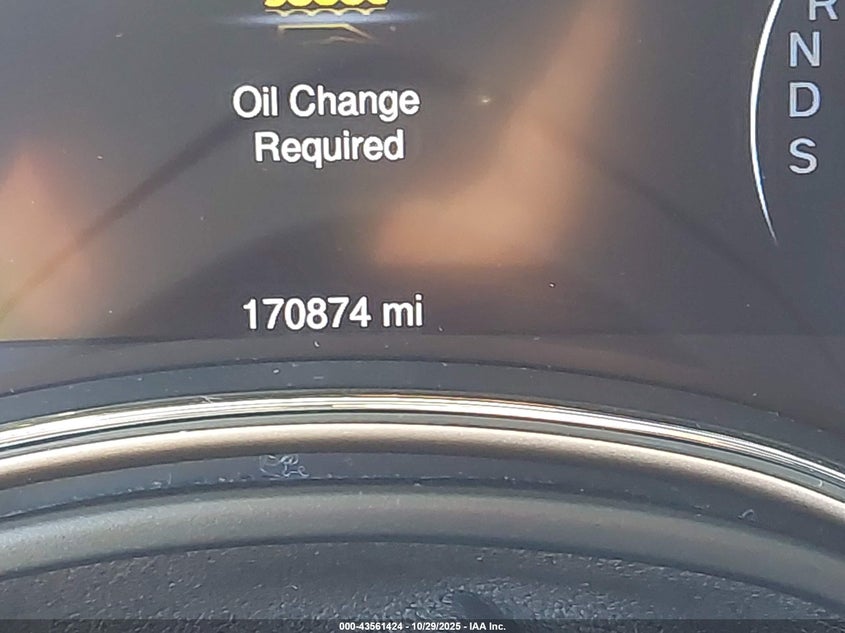 R
N
Oil Change
D
Required
S
170874 mi
000-43561424 - 10/29/2025 - IAA Inc.